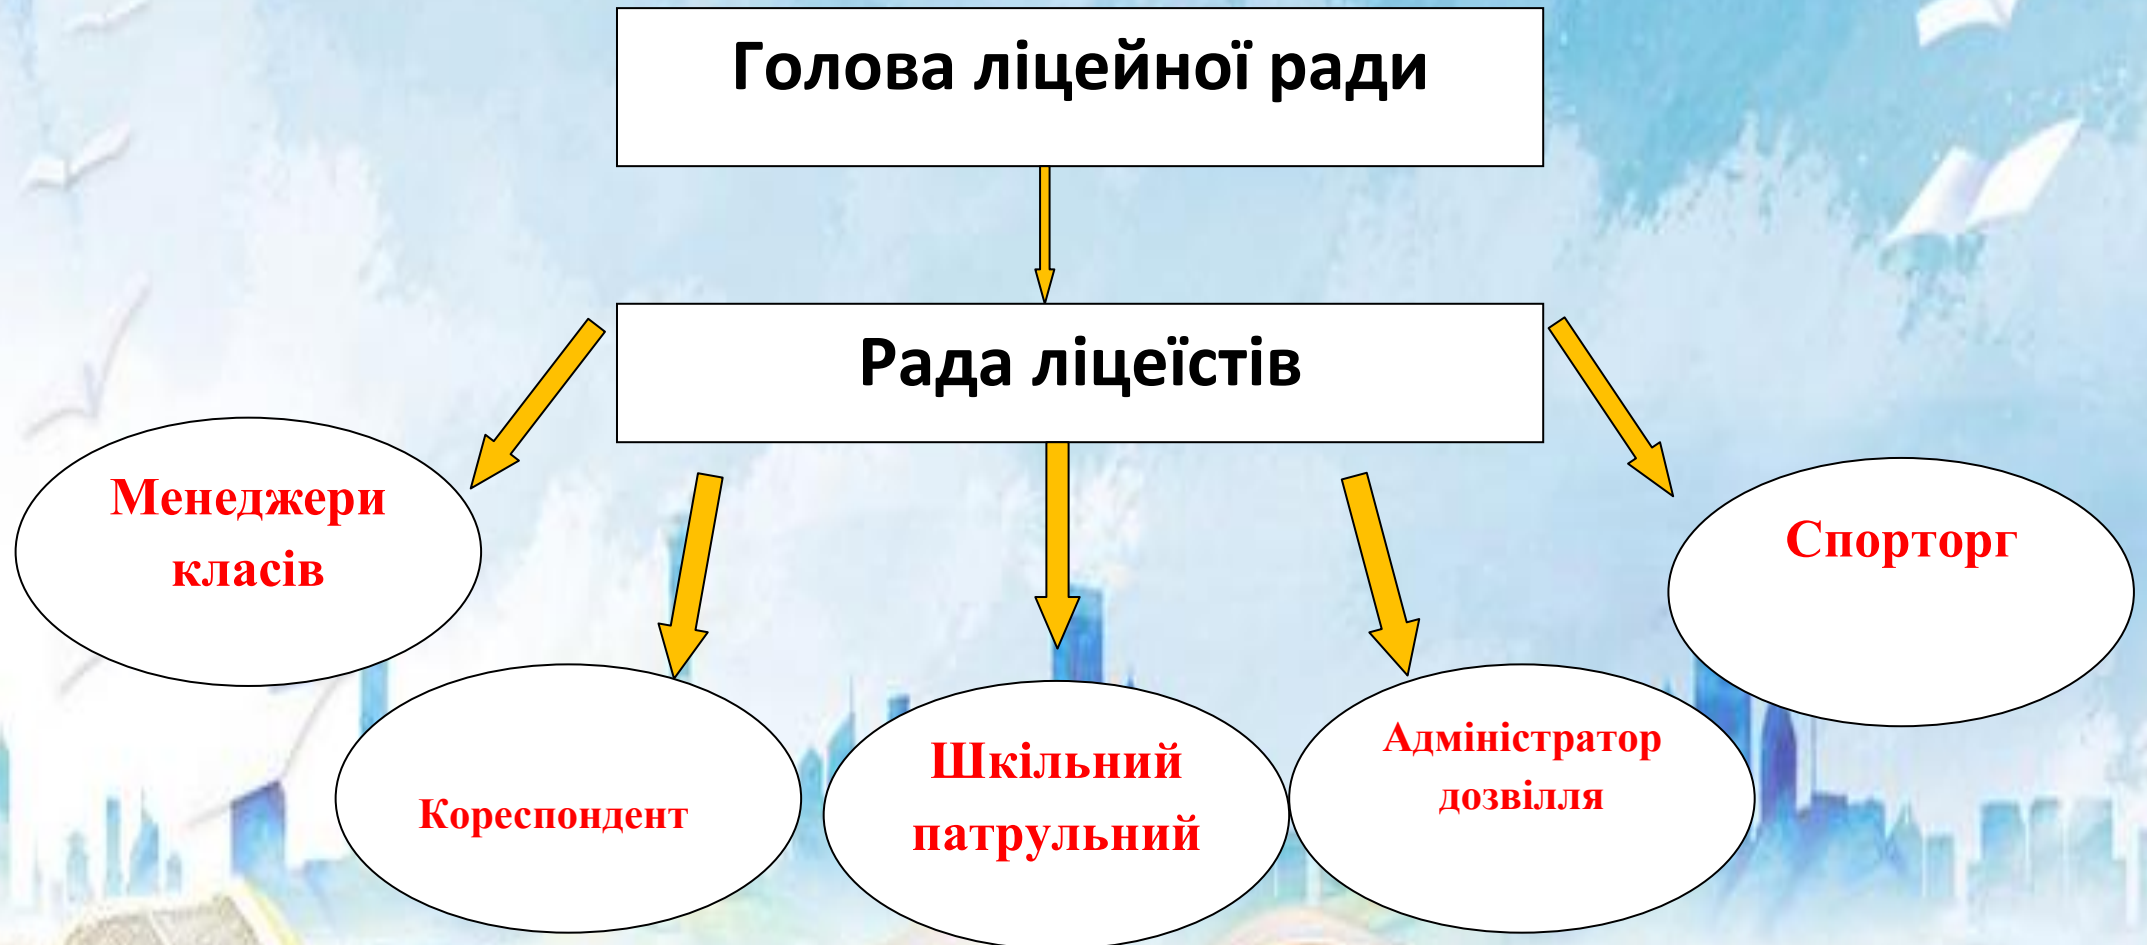 Голова ліцейної ради
Рада ліцеїстів
Менеджери
класів
Кореспондент
Шкільний
патрульний
Адміністратор
дозвілля
Спорторг